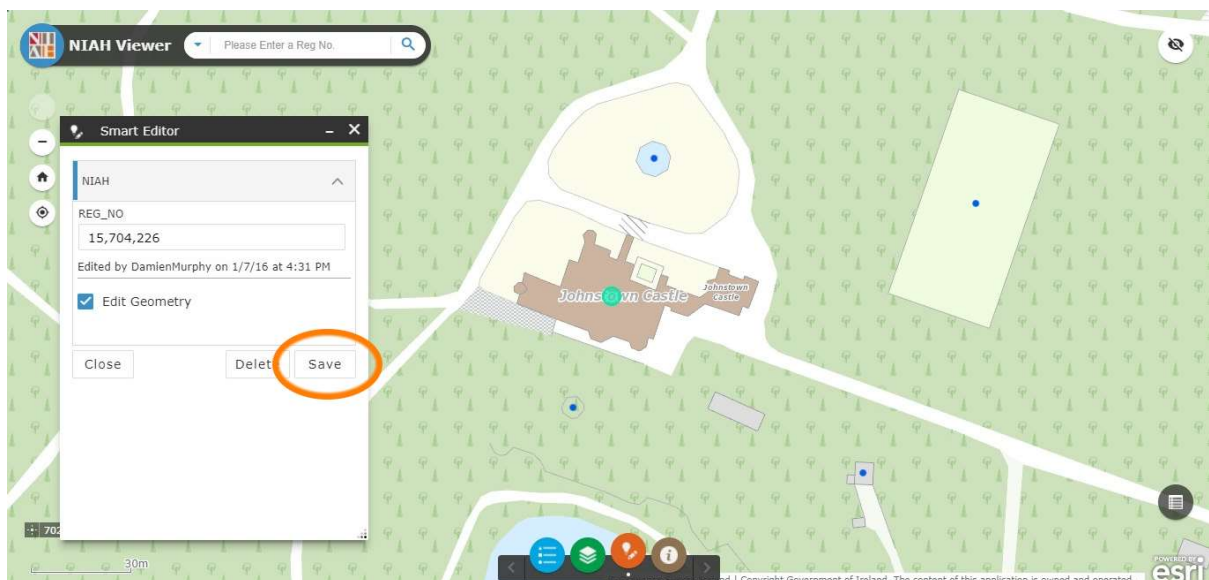 NIAH Viewer
Please Enter a Reg No.
Smart Editor
NIAH
REG_NO
15,704,226
Edited by DamienMurphy on 1/7/16 at 4:31 PM
Edit Geometry
Close
Delet
Save
Johnstown Castle
Johnstown
Castle
702
30m
| Copyright Government of Ireland. The content of this application is owned and operated
POWERED BY
esri